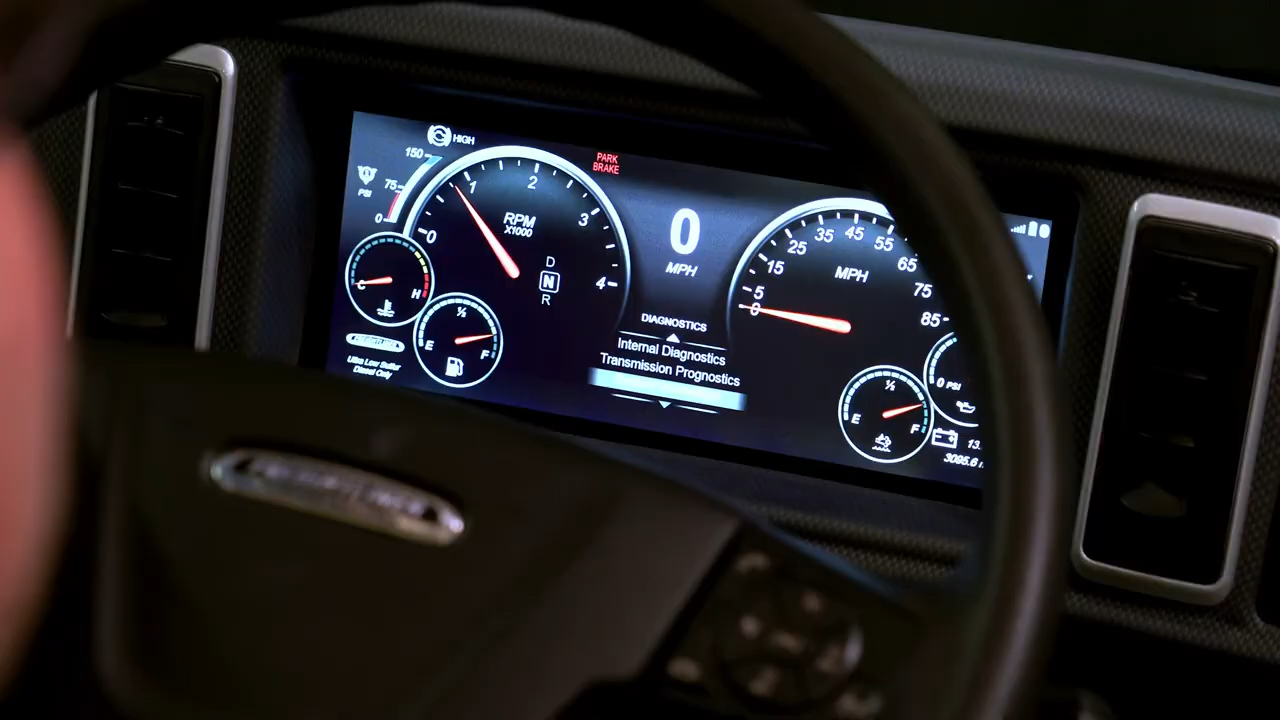 HIGH
150
75
PSI
0
PARK
BRAKE
0 1 2 3 4
RPM
X1000
D
N
R
0
MPH
0 5 15 25 35 45 55 65 75 85
MPH
C H
E ½ F
FREIGHTLINER
Ultra Low Sulfur
Diesel Only
DIAGNOSTICS
Internal Diagnostics
Transmission Prognostics
0 PSI
E ½ F
13.
3095.6
FREIGHTLINER